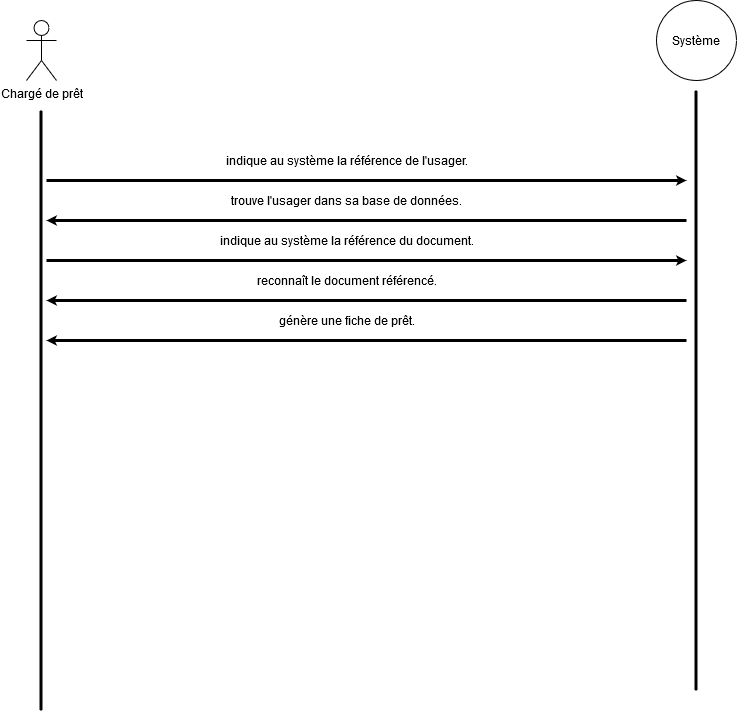 Système
Chargé de prêt
indique au système la référence de l'usager.
trouve l'usager dans sa base de données.
indique au système la référence du document.
reconnaît le document référencé.
génère une fiche de prêt.